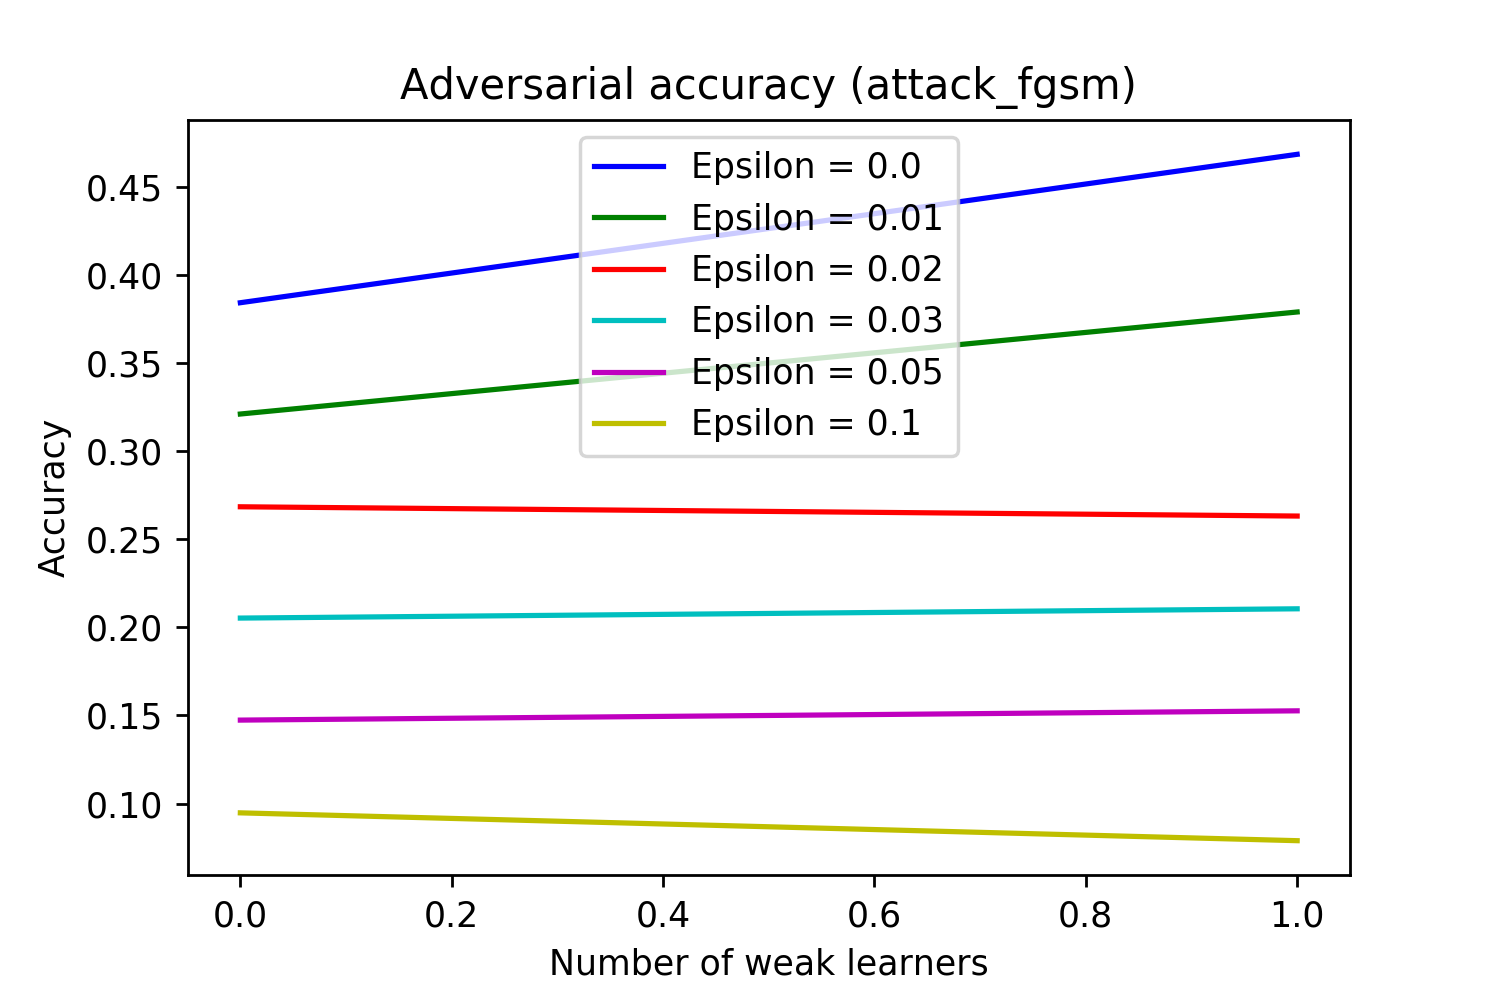 Adversarial accuracy (attack_fgsm)
Epsilon = 0.0
Epsilon = 0.01
Epsilon = 0.02
Epsilon = 0.03
Epsilon = 0.05
Epsilon = 0.1
Accuracy
0.45
0.40
0.35
0.30
0.25
0.20
0.15
0.10
0.0 0.2 0.4 0.6 0.8 1.0
Number of weak learners